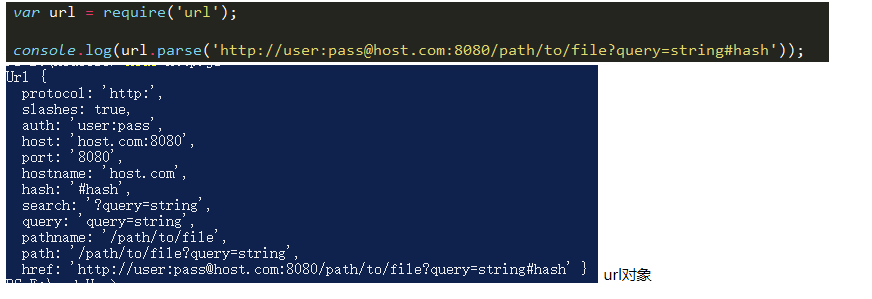 var url = require('url');
console.log(url.parse('http://user:pass@host.com:8080/path/to/file?query=string#hash'));
Url {
protocol: 'http:',
slashes: true,
auth: 'user:pass',
host: 'host.com:8080',
port: '8080',
hostname: 'host.com',
hash: '#hash',
search: '?query=string',
query: 'query=string',
pathname: '/path/to/file',
path: '/path/to/file?query=string',
href: 'http://user:pass@host.com:8080/path/to/file?query=string#hash' }
url对象